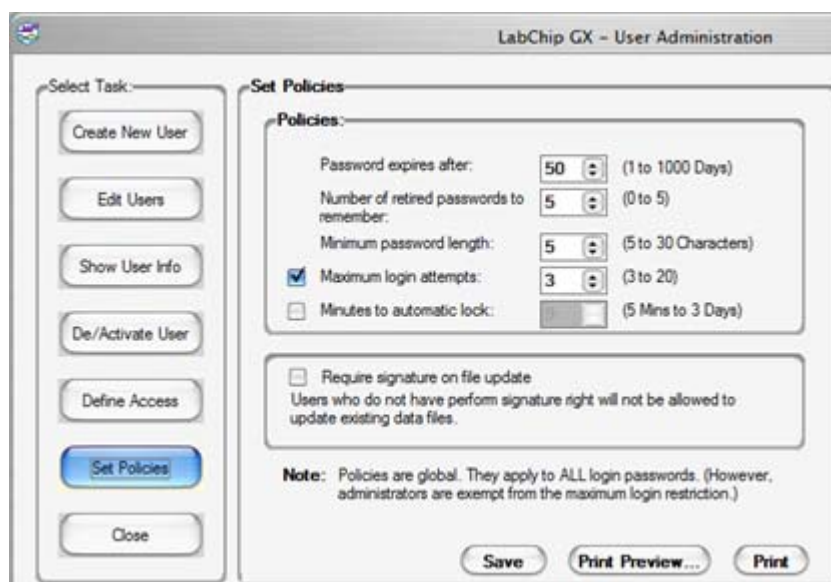 LabChip GX - User Administration
Select Task:
Create New User
Edit Users
Show User Info
De/Activate User
Define Access
Set Policies
Close
Set Policies
Policies:
Password expires after: 50 (1 to 1000 Days)
Number of retired passwords to remember: 5 (0 to 5)
Minimum password length: 5 (5 to 30 Characters)
Maximum login attempts: 3 (3 to 20)
Minutes to automatic lock: (5 Mins to 3 Days)
Require signature on file update
Users who do not have perform signature right will not be allowed to
update existing data files.
Note: Policies are global. They apply to ALL login passwords. (However,
administrators are exempt from the maximum login restriction.)
Save Print Preview... Print